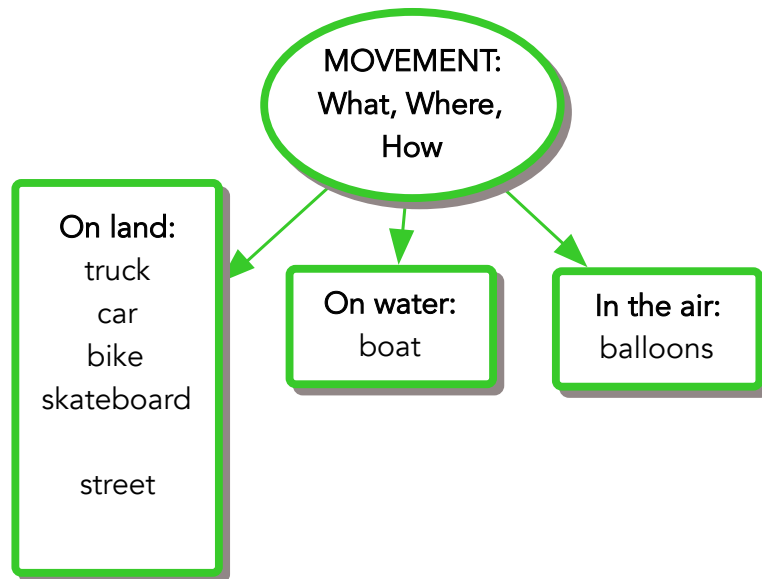 MOVEMENT:
What, Where,
How
On land:
truck
car
bike
skateboard
street
On water:
boat
In the air:
balloons